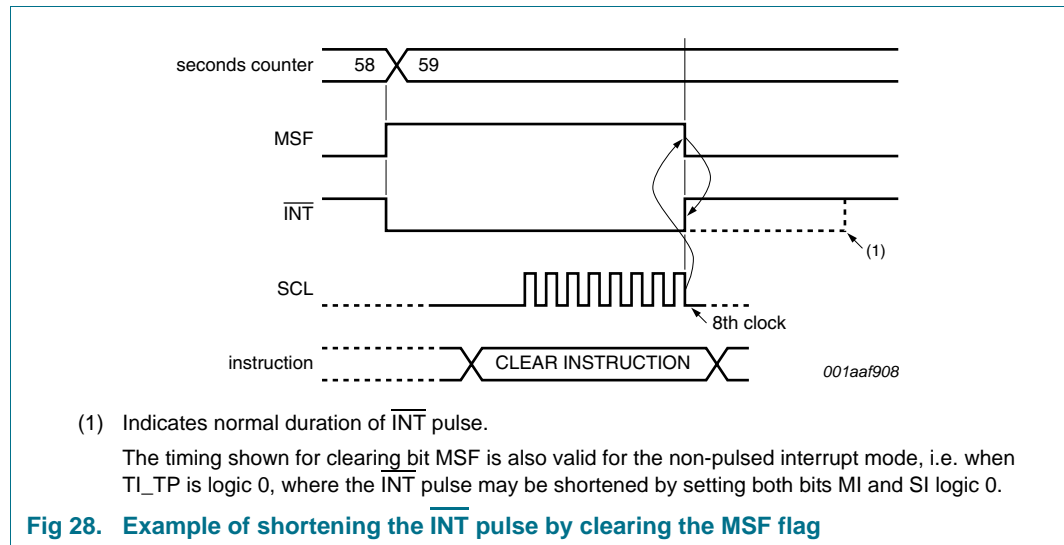 seconds counter 58 59
MSF
INT
(1)
SCL
8th clock
instruction CLEAR INSTRUCTION
001aaf908
(1) Indicates normal duration of INT pulse.
The timing shown for clearing bit MSF is also valid for the non-pulsed interrupt mode, i.e. when
TI_TP is logic 0, where the INT pulse may be shortened by setting both bits MI and SI logic 0.
Fig 28. Example of shortening the INT pulse by clearing the MSF flag